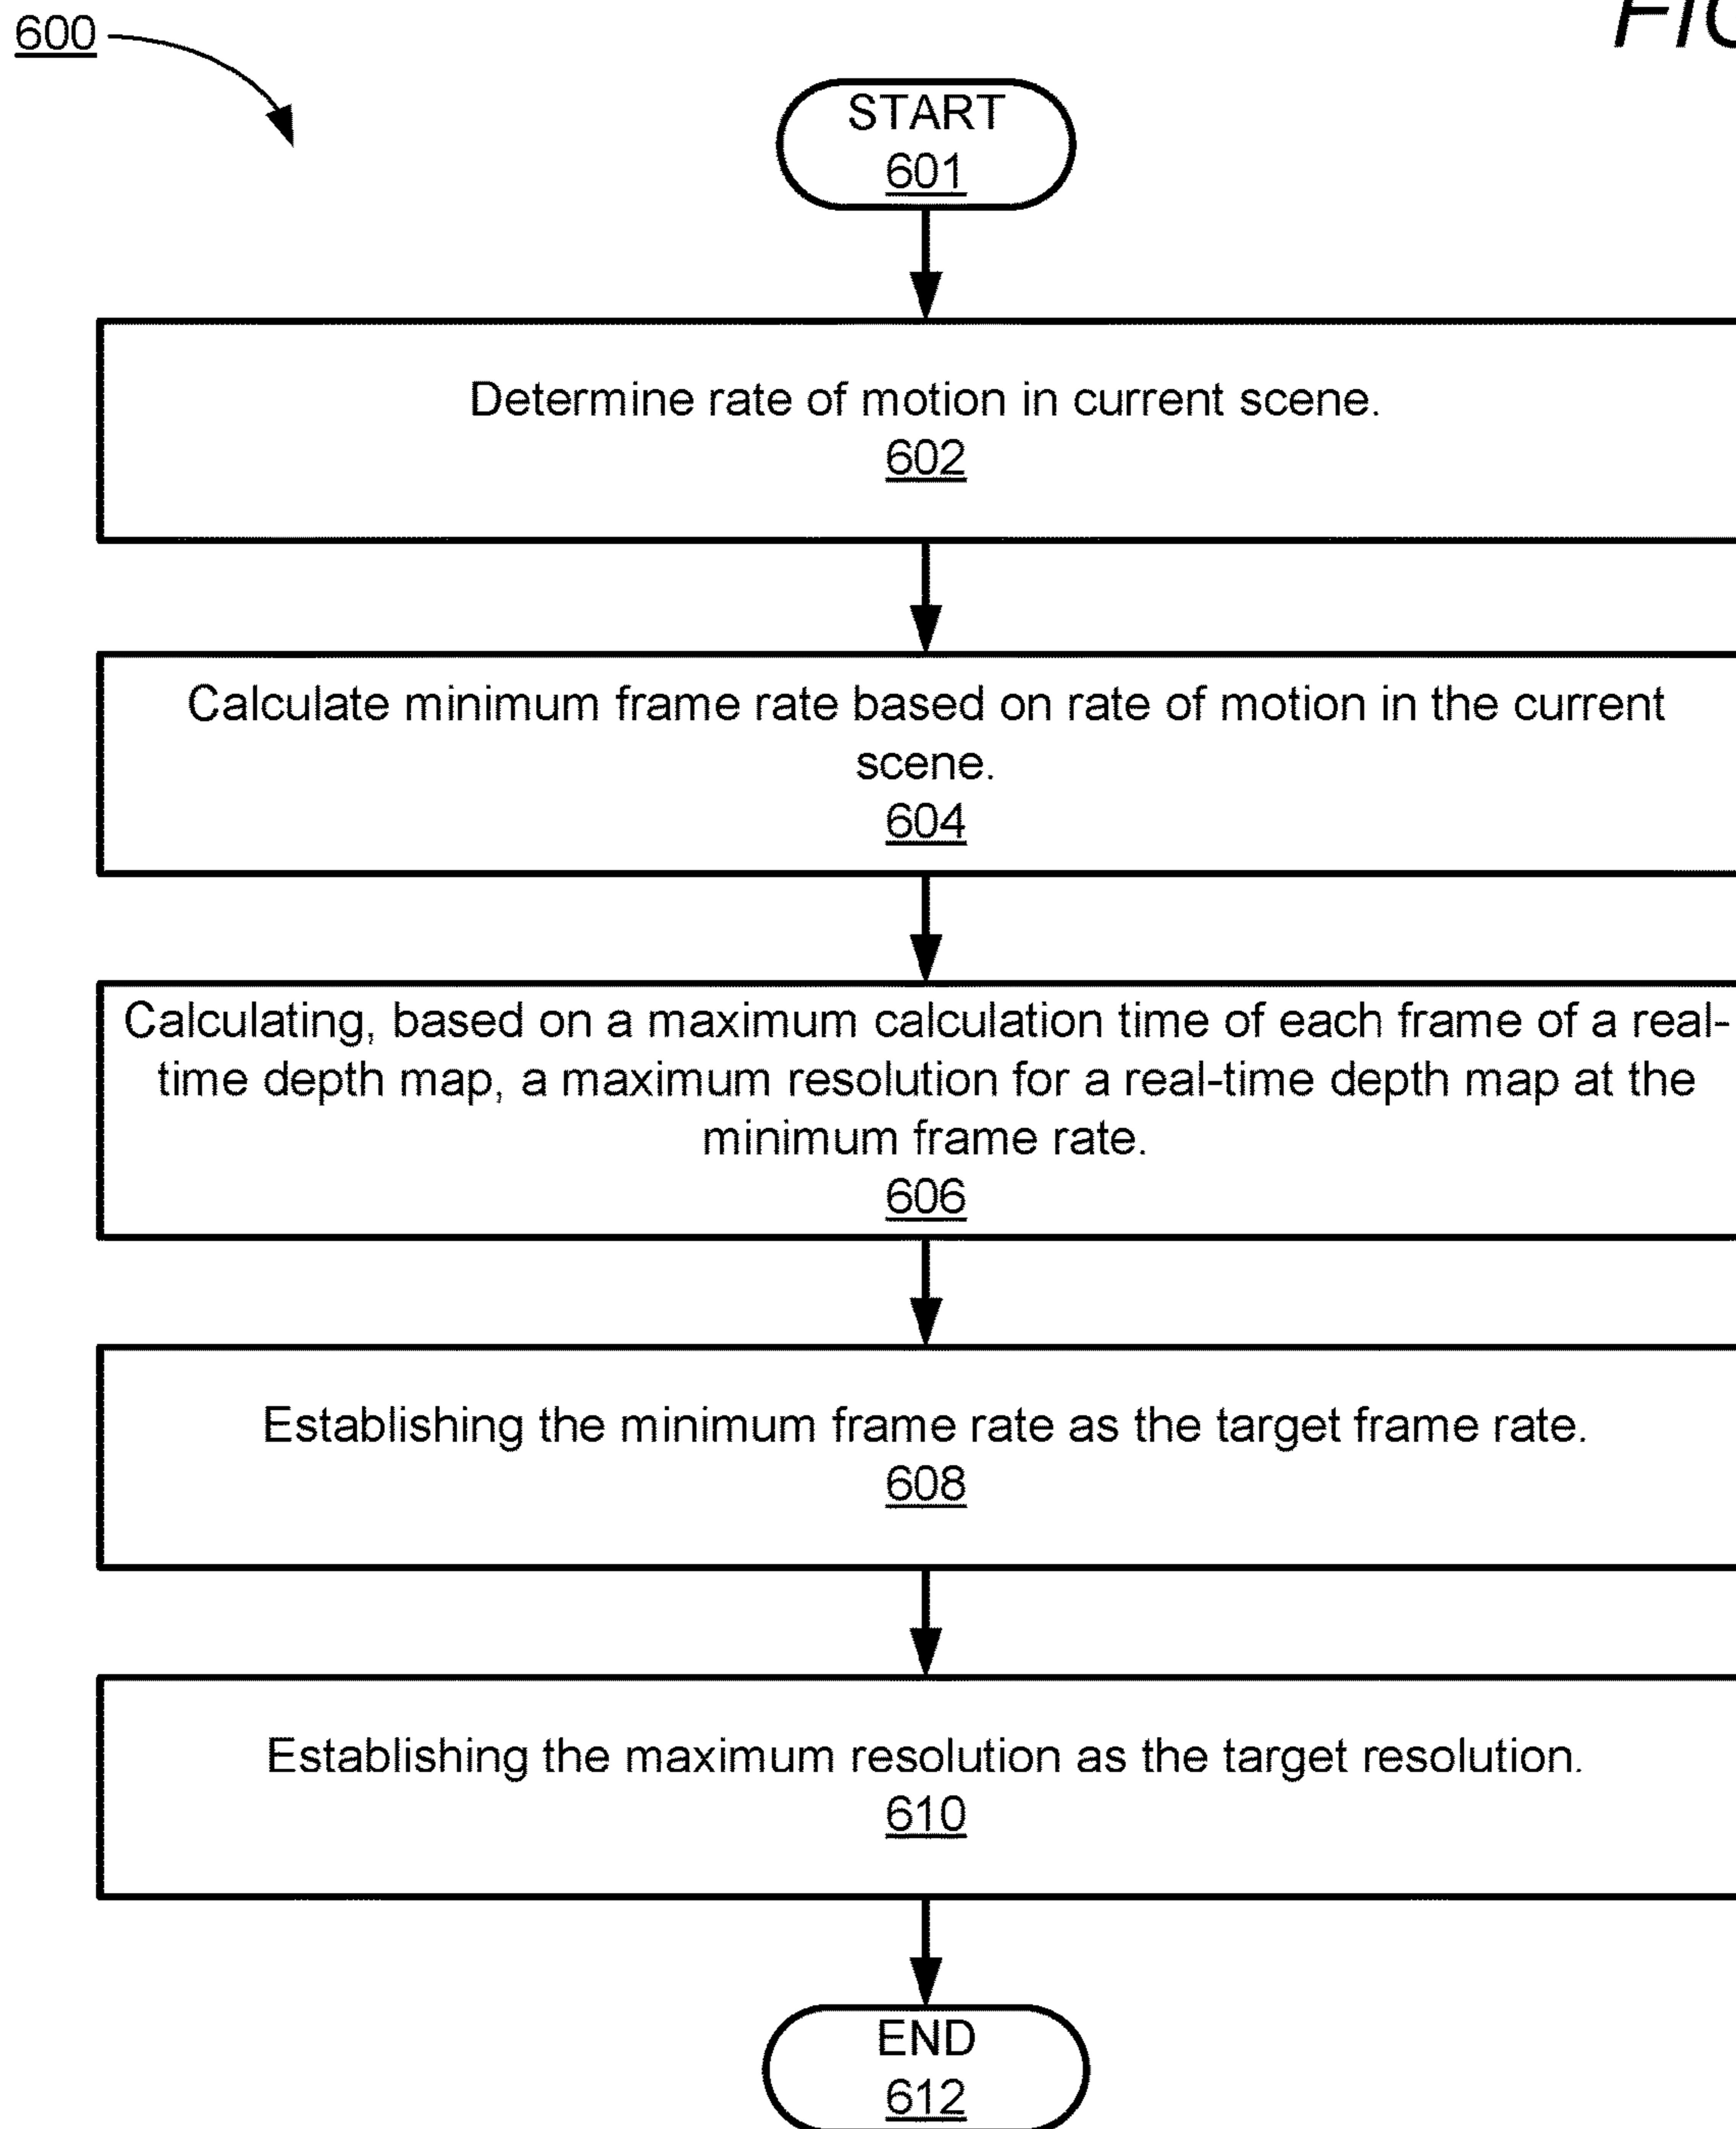 600
FIG
START
601
Determine rate of motion in current scene.
602
Calculate minimum frame rate based on rate of motion in the current
scene.
604
Calculating, based on a maximum calculation time of each frame of a real-
time depth map, a maximum resolution for a real-time depth map at the
minimum frame rate.
606
Establishing the minimum frame rate as the target frame rate.
608
Establishing the maximum resolution as the target resolution.
610
END
612